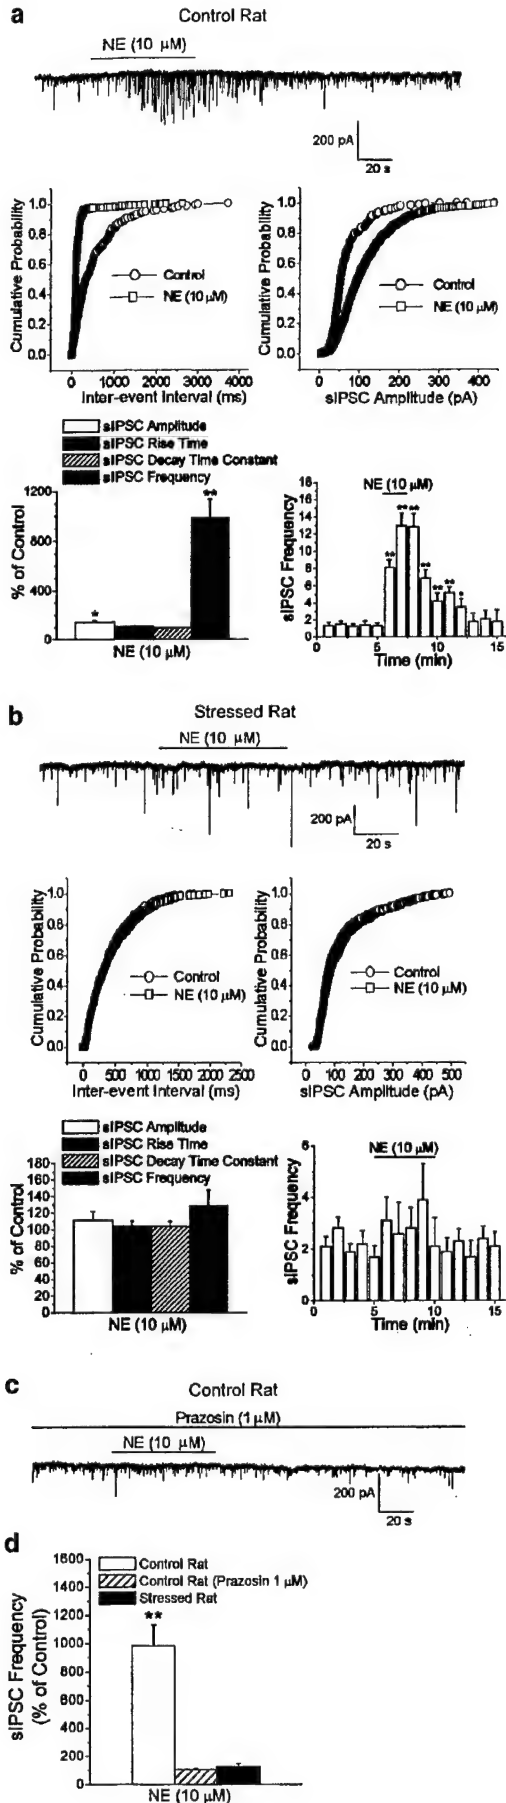 a
Control Rat
NE (10 μM)
200 pA
20 s
Cumulative Probability
1.0
0.8
0.6
0.4
0.2
0.0
Control
NE (10 μM)
0 1000 2000 3000 4000
Inter-event Interval (ms)
Cumulative Probability
1.0
0.8
0.6
0.4
0.2
0.0
Control
NE (10 μM)
0 100 200 300 400
sIPSC Amplitude (pA)
sIPSC Amplitude
sIPSC Rise Time
sIPSC Decay Time Constant
sIPSC Frequency
% of Control
1200
800
400
0
*
**
NE (10 μM)
sIPSC Frequency
18
16
14
12
10
8
6
4
2
0
NE (10 μM)
** ** ** ** ** ** *
0 5 10 15
Time (min)
b
Stressed Rat
NE (10 μM)
200 pA
20 s
Cumulative Probability
1.0
0.8
0.6
0.4
0.2
0.0
Control
NE (10 μM)
0 500 1000 1500 2000 2500
Inter-event Interval (ms)
Cumulative Probability
1.0
0.8
0.6
0.4
0.2
0.0
Control
NE (10 μM)
0 100 200 300 400 500
sIPSC Amplitude (pA)
sIPSC Amplitude
sIPSC Rise Time
sIPSC Decay Time Constant
sIPSC Frequency
% of Control
180
160
140
120
100
80
60
40
20
0
NE (10 μM)
sIPSC Frequency
6
4
2
0
NE (10 μM)
0 5 10 15
Time (min)
c
Control Rat
Prazosin (1 μM)
NE (10 μM)
200 pA
20 s
d
sIPSC Frequency
(% of Control)
1600
1400
1200
1000
800
600
400
200
0
Control Rat
Control Rat (Prazosin 1 μM)
Stressed Rat
**
NE (10 μM)